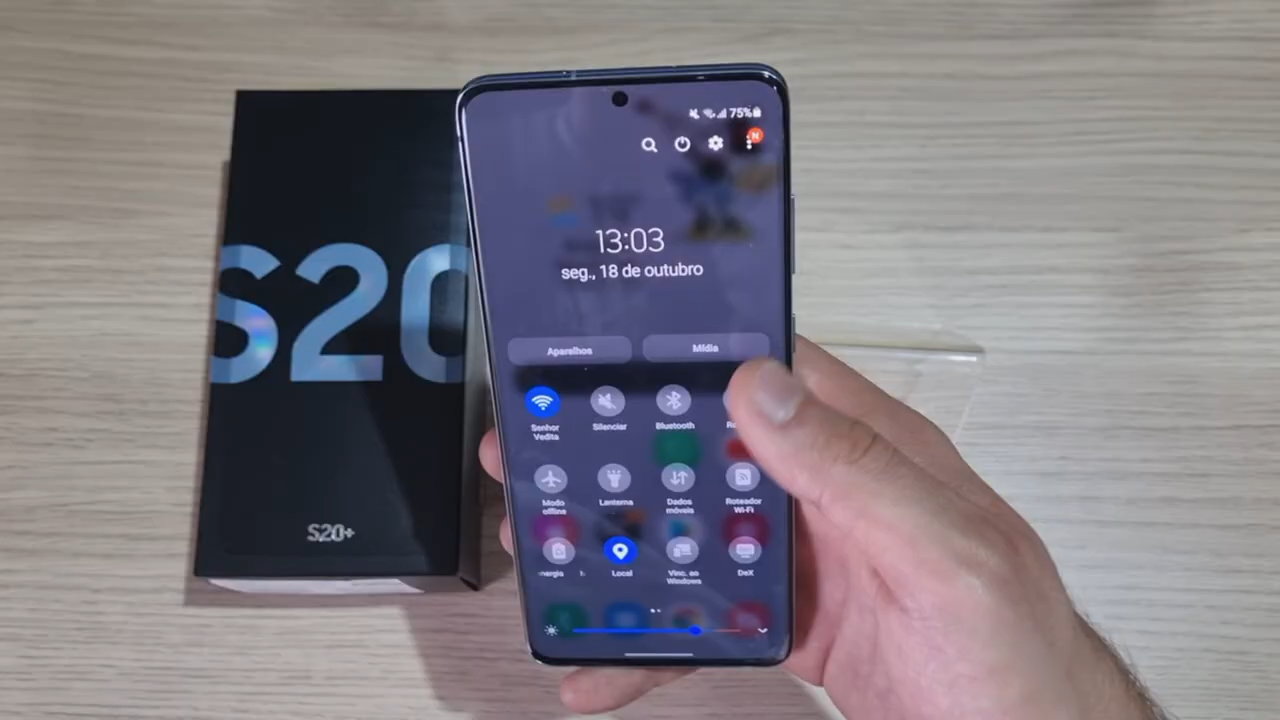 S20
S20+
75%
N
13:03
seg., 18 de outubro
Aparelhos
Mídia
Senhor
Vedita
Silenciar
Bluetooth
Modo
offline
Lanterna
Dados
móveis
Roteador
Wi-Fi
Local
Vinc. ao
Windows
DeX